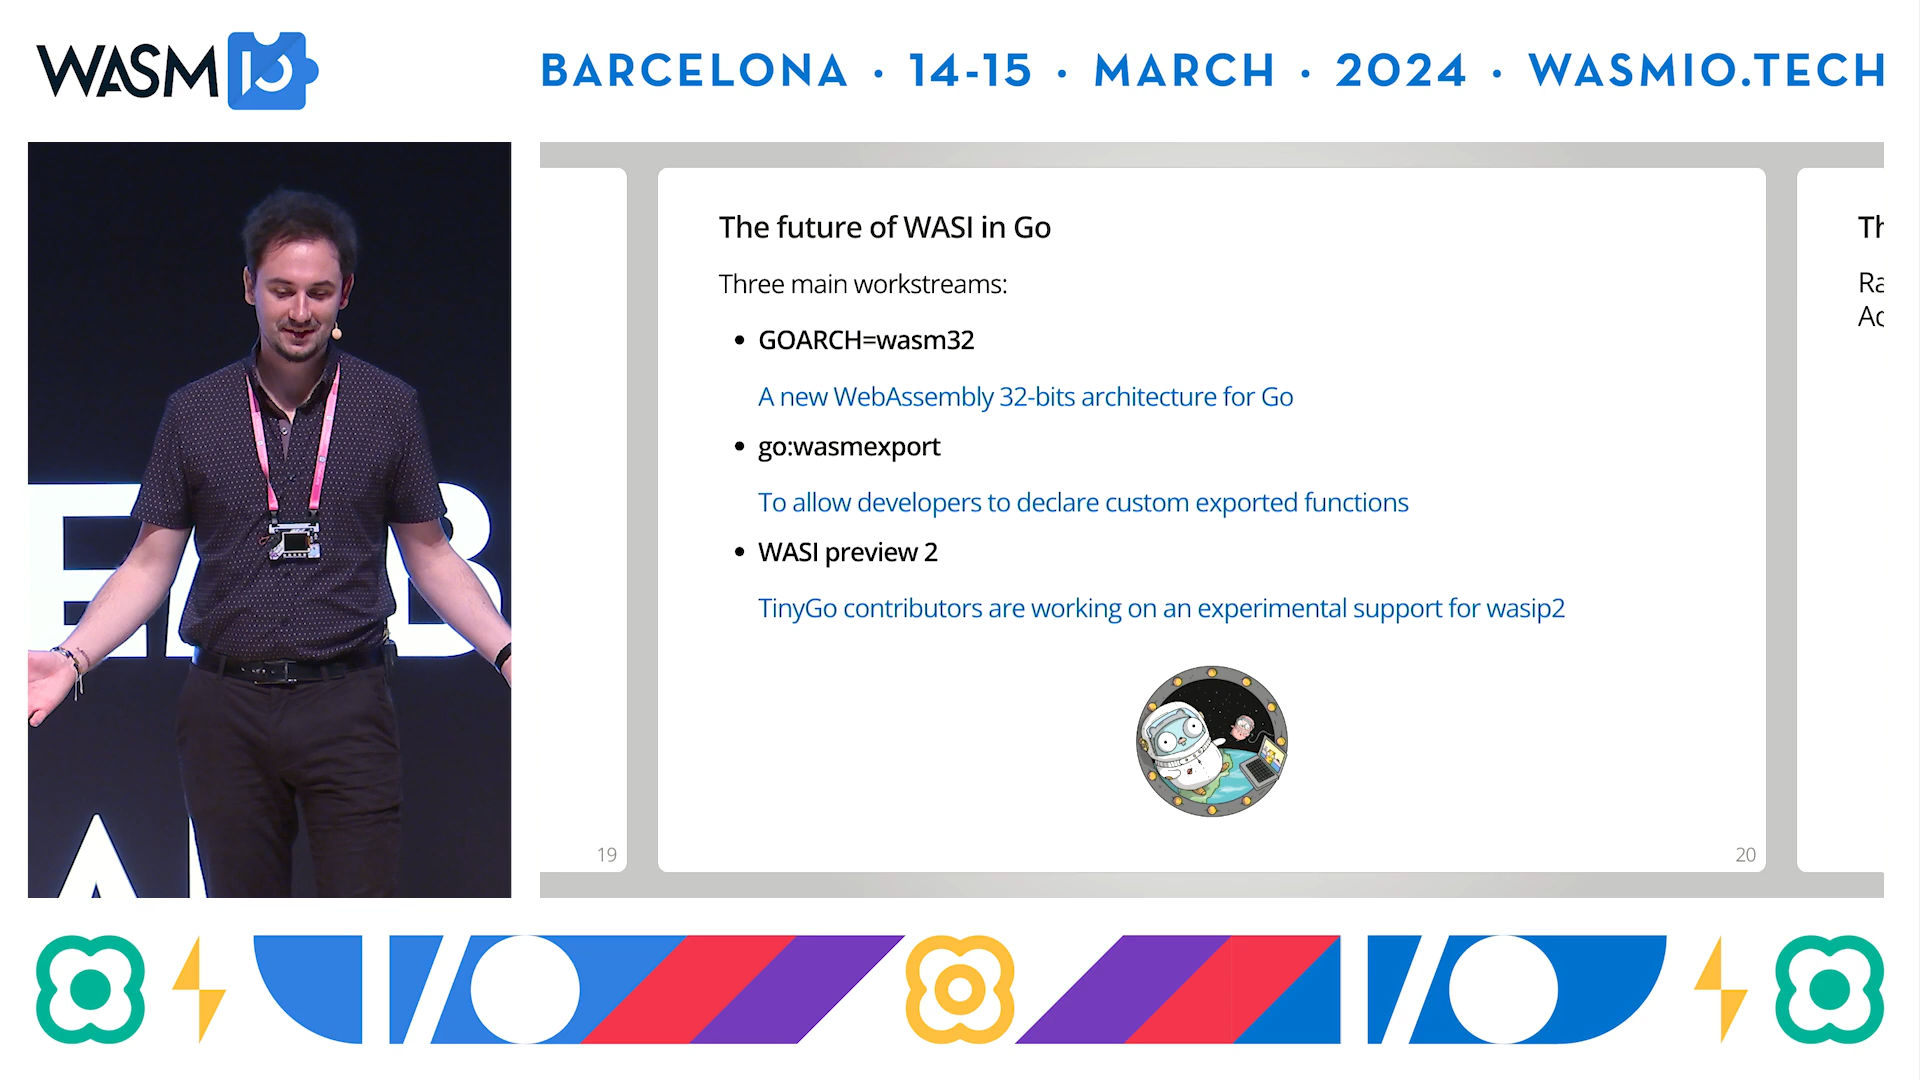 WASM IO
BARCELONA · 14-15 · MARCH · 2024 · WASMIO.TECH
The future of WASI in Go
Three main workstreams:
• GOARCH=wasm32
A new WebAssembly 32-bits architecture for Go
• go:wasmexport
To allow developers to declare custom exported functions
• WASI preview 2
TinyGo contributors are working on an experimental support for wasip2
19
20